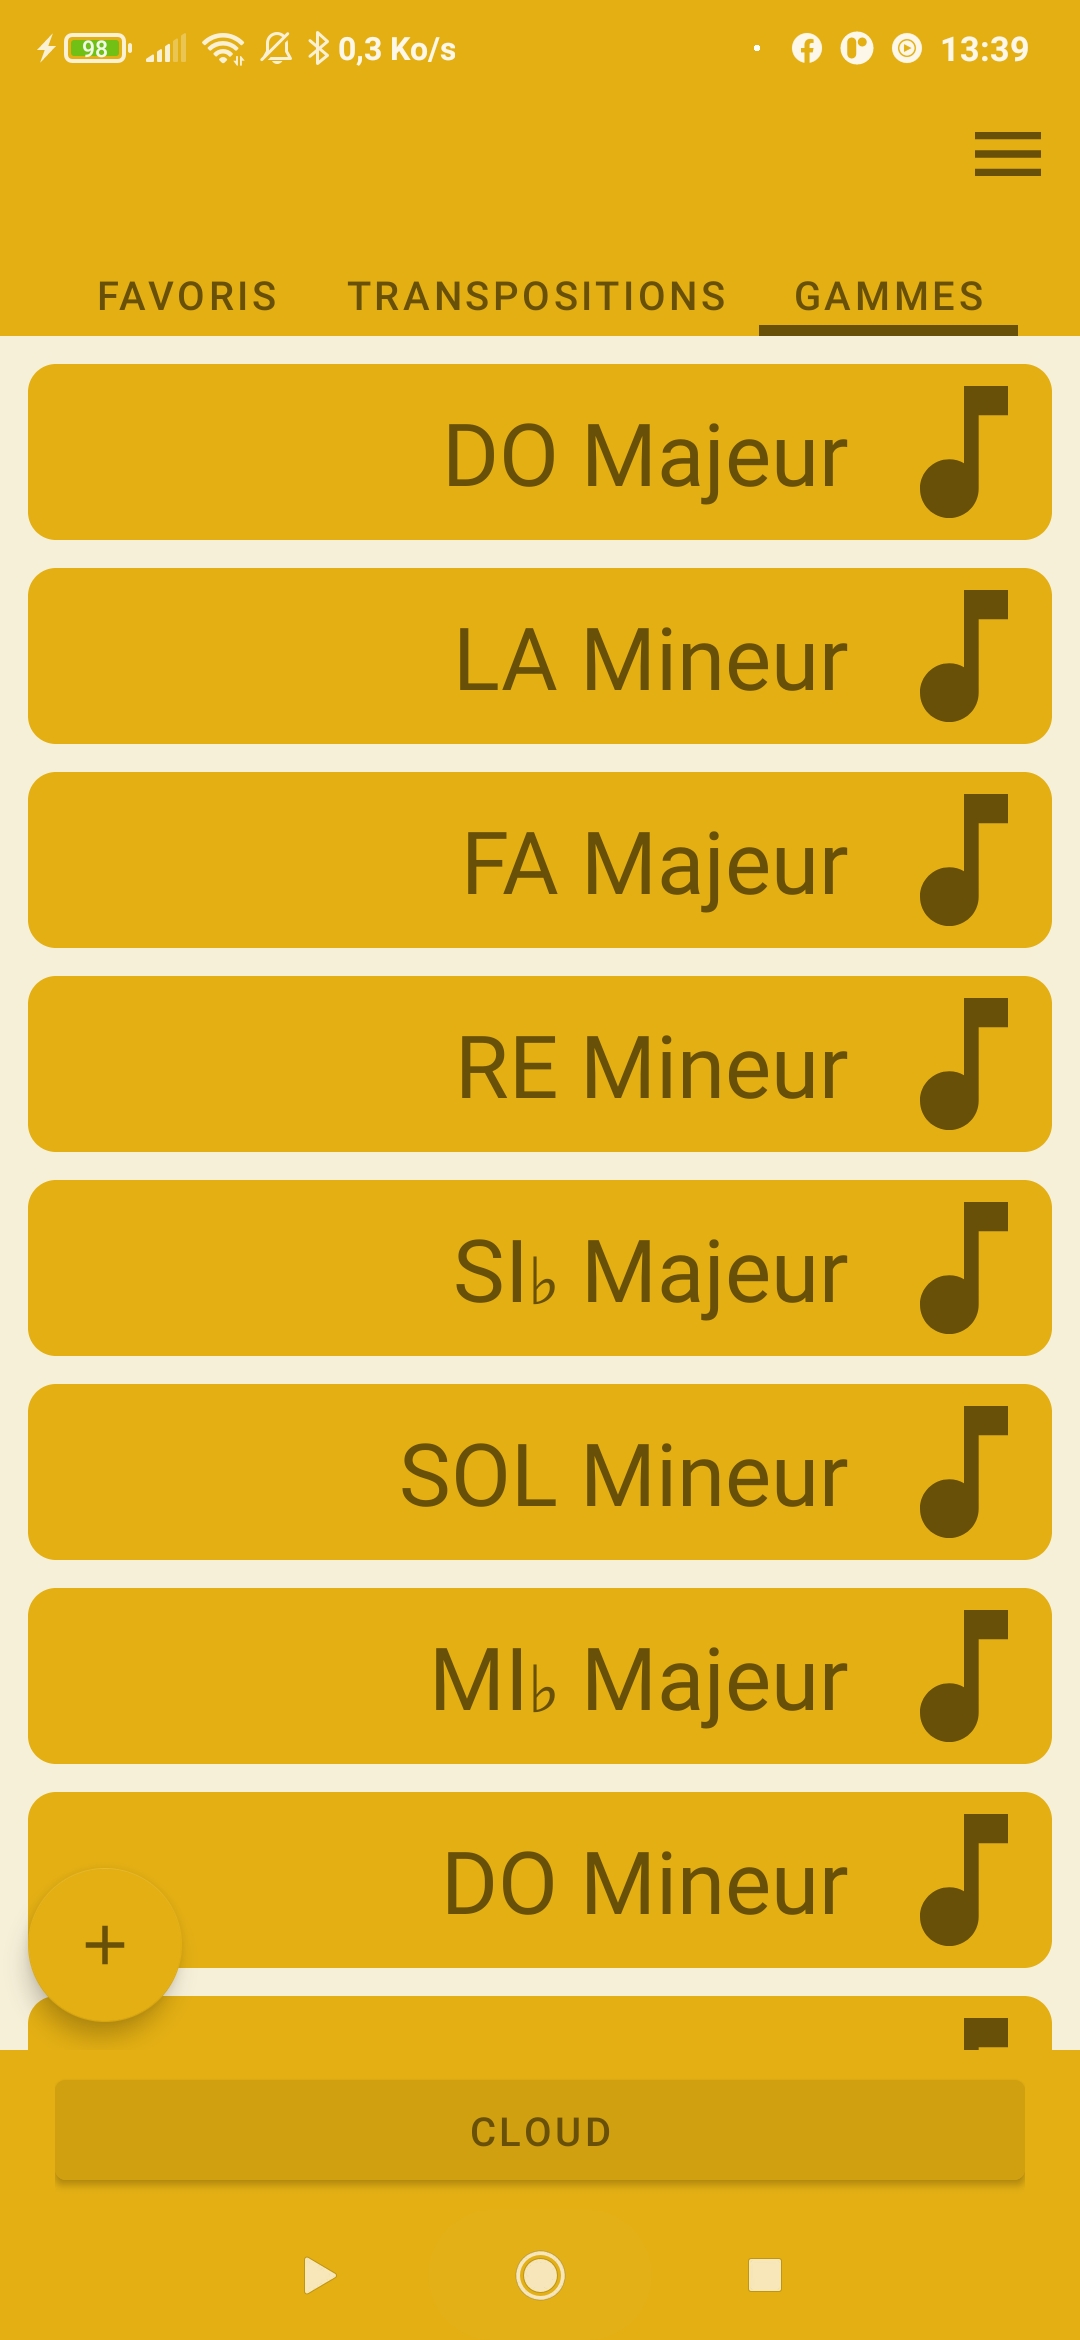 98 0,3 Ko/s 13:39
FAVORIS TRANSPOSITIONS GAMMES
DO Majeur
LA Mineur
FA Majeur
RE Mineur
SI♭ Majeur
SOL Mineur
MI♭ Majeur
DO Mineur
+
CLOUD